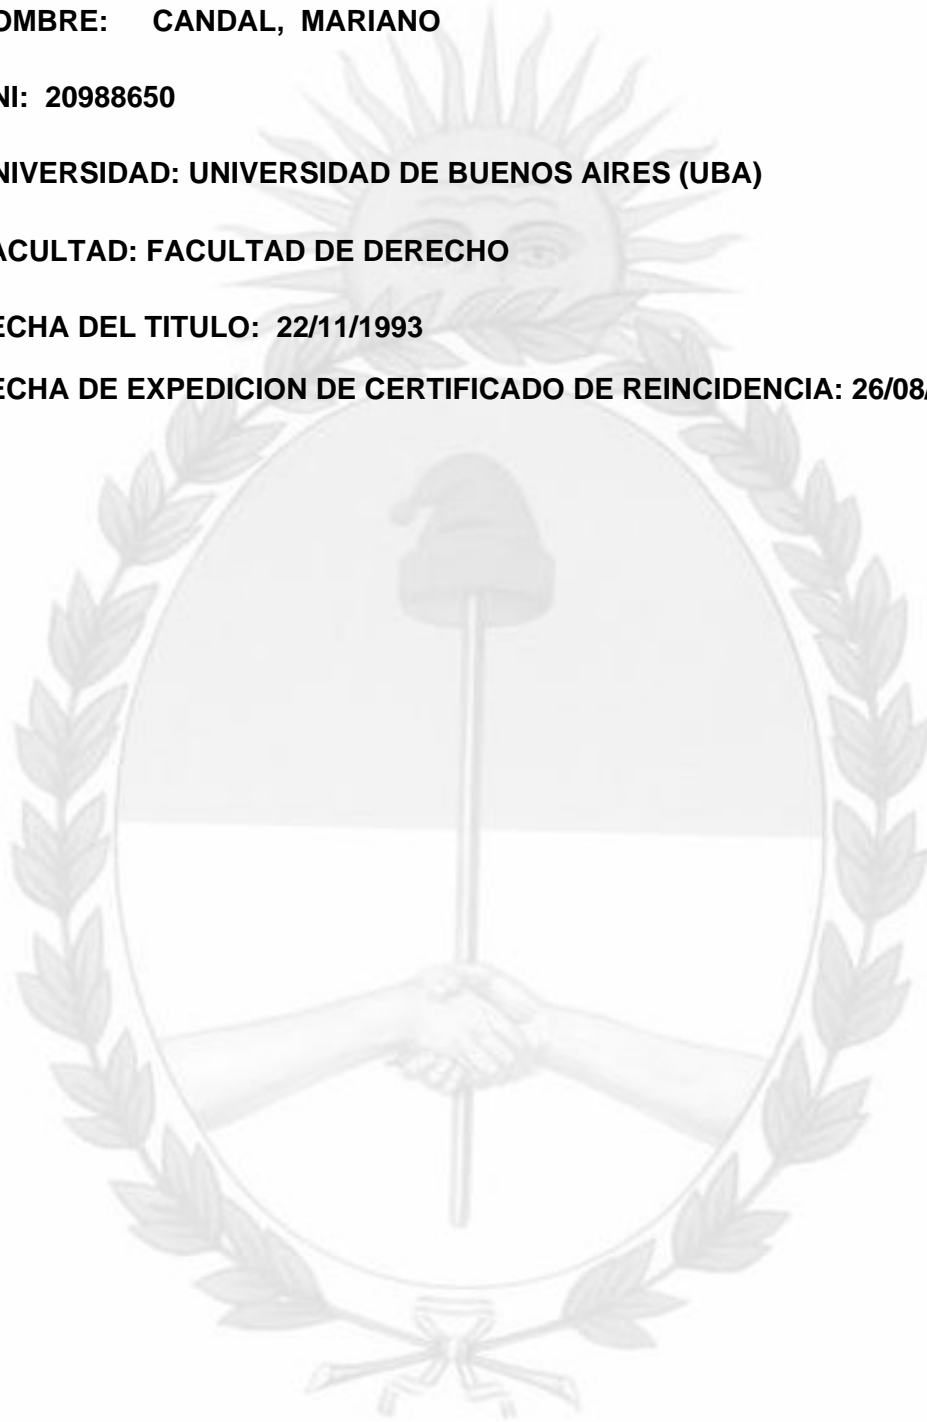 OMBRE: CANDAL, MARIANO
NI: 20988650
NIVERSIDAD: UNIVERSIDAD DE BUENOS AIRES (UBA)
ACULTAD: FACULTAD DE DERECHO
ECHA DEL TITULO: 22/11/1993
ECHA DE EXPEDICION DE CERTIFICADO DE REINCIDENCIA: 26/08/